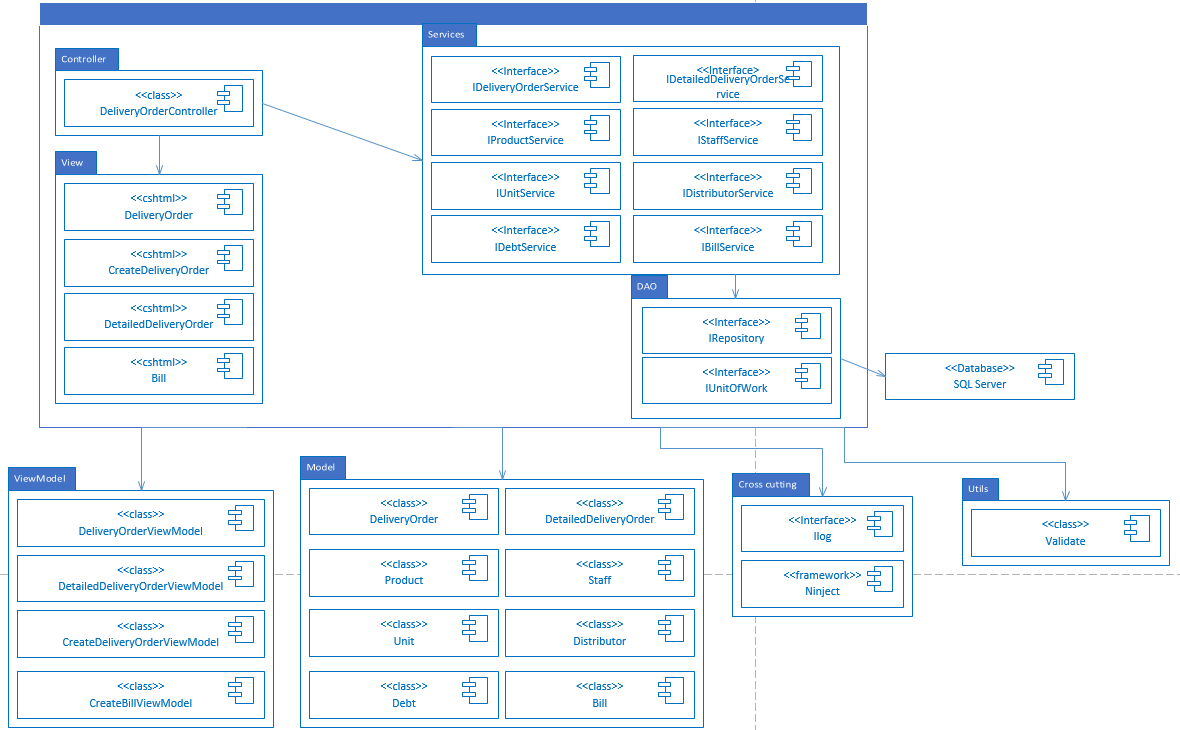 Controller
<<class>>
DeliveryOrderController
View
<<cshtml>>
DeliveryOrder
<<cshtml>>
CreateDeliveryOrder
<<cshtml>>
DetailedDeliveryOrder
<<cshtml>>
Bill
Services
<<Interface>>
IDeliveryOrderService
<<Interface>
IDetailedDeliveryOrderSe
rvice
<<Interface>>
IProductService
<<Interface>>
IStaffService
<<Interface>>
IUnitService
<<Interface>>
IDistributorService
<<Interface>>
IDebtService
<<Interface>>
IBillService
DAO
<<Interface>>
IRepository
<<Interface>>
IUnitOfWork
<<Database>>
SQL Server
ViewModel
<<class>>
DeliveryOrderViewModel
<<class>>
DetailedDeliveryOrderViewModel
<<class>>
CreateDeliveryOrderViewModel
<<class>>
CreateBillViewModel
Model
<<class>>
DeliveryOrder
<<class>>
DetailedDeliveryOrder
<<class>>
Product
<<class>>
Staff
<<class>>
Unit
<<class>>
Distributor
<<class>>
Debt
<<class>>
Bill
Cross cutting
<<Interface>>
Ilog
<<framework>>
Ninject
Utils
<<class>>
Validate